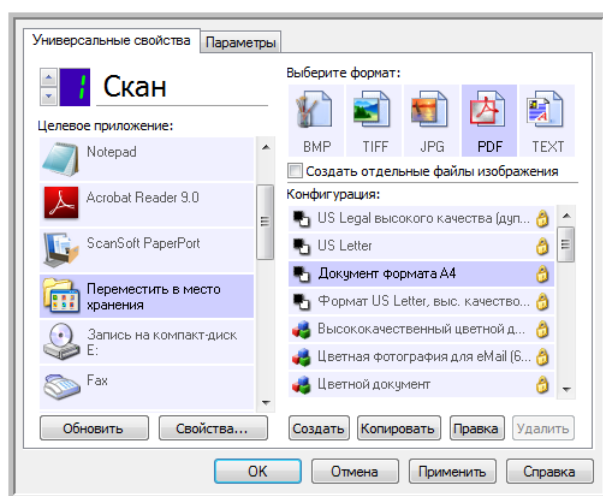 Универсальные свойства
Параметры
1
Скан
Целевое приложение:
Notepad
Acrobat Reader 9.0
ScanSoft PaperPort
Переместить в место
хранения
Запись на компакт-диск
E:
Fax
Обновить
Свойства...
Выберите формат:
BMP
TIFF
JPG
PDF
TEXT
Создать отдельные файлы изображения
Конфигурация:
US Legal высокого качества (дуп...
US Letter
Документ формата A4
Формат US Letter, выс. качество...
Высококачественный цветной д...
Цветная фотография для eMail (6...
Цветной документ
Создать
Копировать
Правка
Удалить
OK
Отмена
Применить
Справка